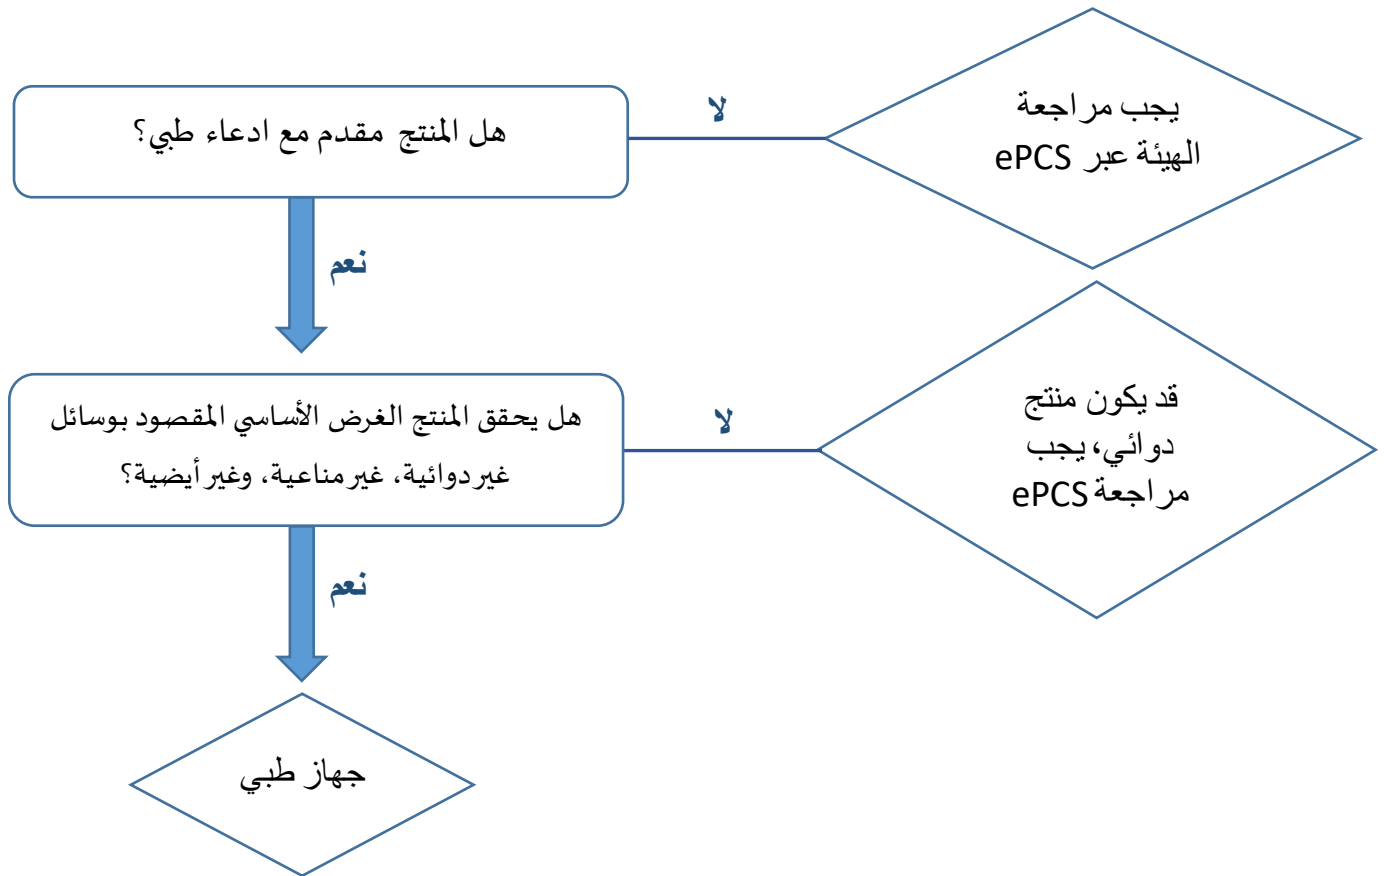 هل المنتج مقدم مع ادعاء طبي؟
لا
يجب مراجعة
الهيئة عبر ePCS
نعم
هل يحقق المنتج الغرض الأساسي المقصود بوسائل
غير دوائية، غير مناعية، وغير أيضية؟
لا
قد يكون منتج
دوائي، يجب
مراجعة ePCS
نعم
جهاز طبي